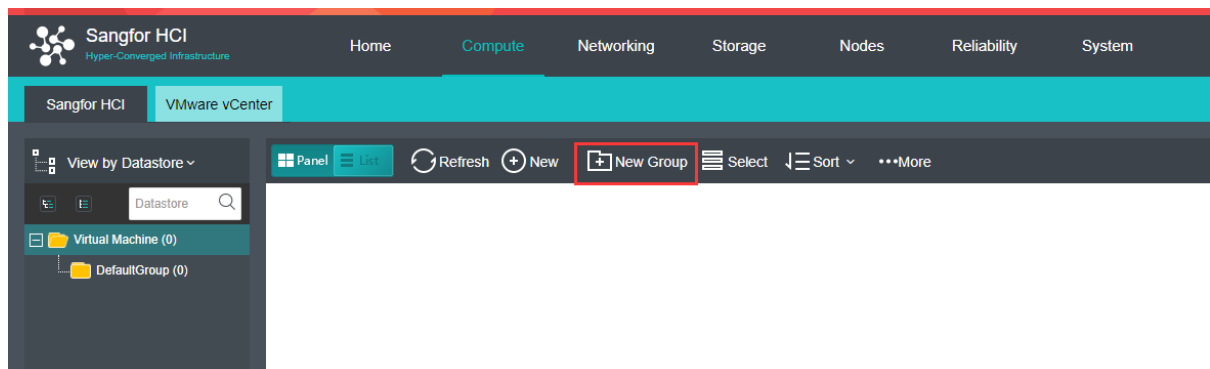 Sangfor HCI
Hyper-Converged Infrastructure
Home Compute Networking Storage Nodes Reliability System
Sangfor HCI VMware vCenter
View by Datastore
Panel List Refresh New New Group Select Sort •••More
Datastore
Virtual Machine (0)
DefaultGroup (0)